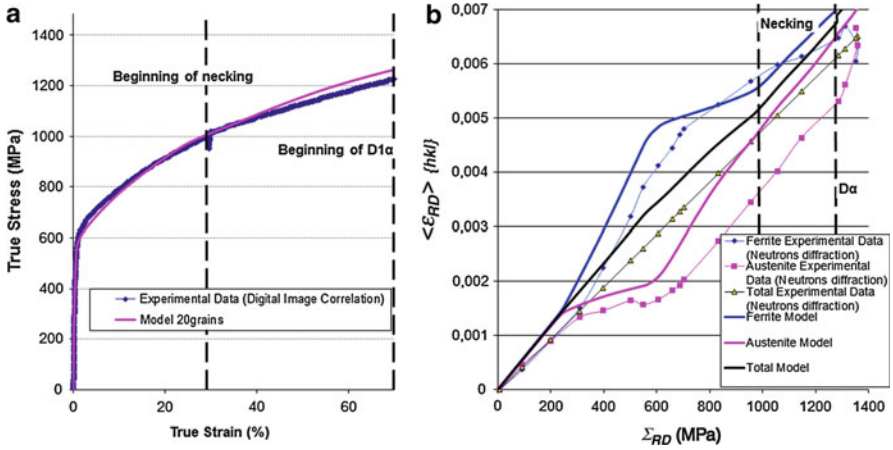 a
True Stress (MPa)
1400
1200
1000
800
600
400
200
0
Beginning of necking
Beginning of D1α
Experimental Data (Digital Image Correlation)
Model 20grains
0
20
40
60
True Strain (%)
b
<εRD> {hkl}
0,007
0,006
0,005
0,004
0,003
0,002
0,001
0
Necking
Dα
Ferrite Experimental Data
(Neutrons diffraction)
Austenite Experimental
Data (Neutrons diffraction)
Total Experimental Data
(Neutrons diffraction)
Ferrite Model
Austenite Model
Total Model
0
200
400
600
800
1000
1200
1400
ΣRD (MPa)